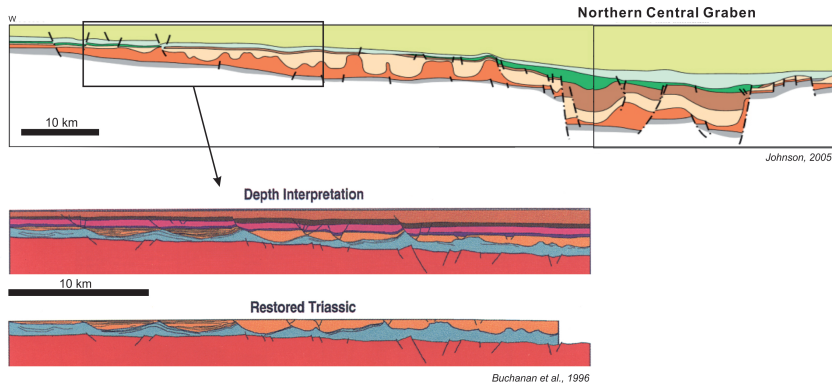 Northern Central Graben
W
10 km
Johnson, 2005
Depth Interpretation
10 km
Restored Triassic
Buchanan et al., 1996